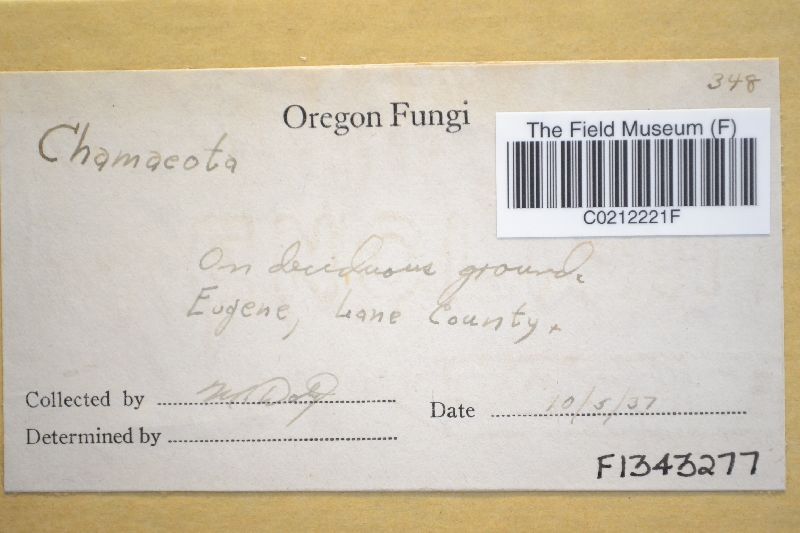 348
Oregon Fungi
Chamaeota
The Field Museum (F)
C0212221F
On deciduous ground.
Eugene, Lane County.
Collected by
Date 10/5/37
Determined by
F1343277